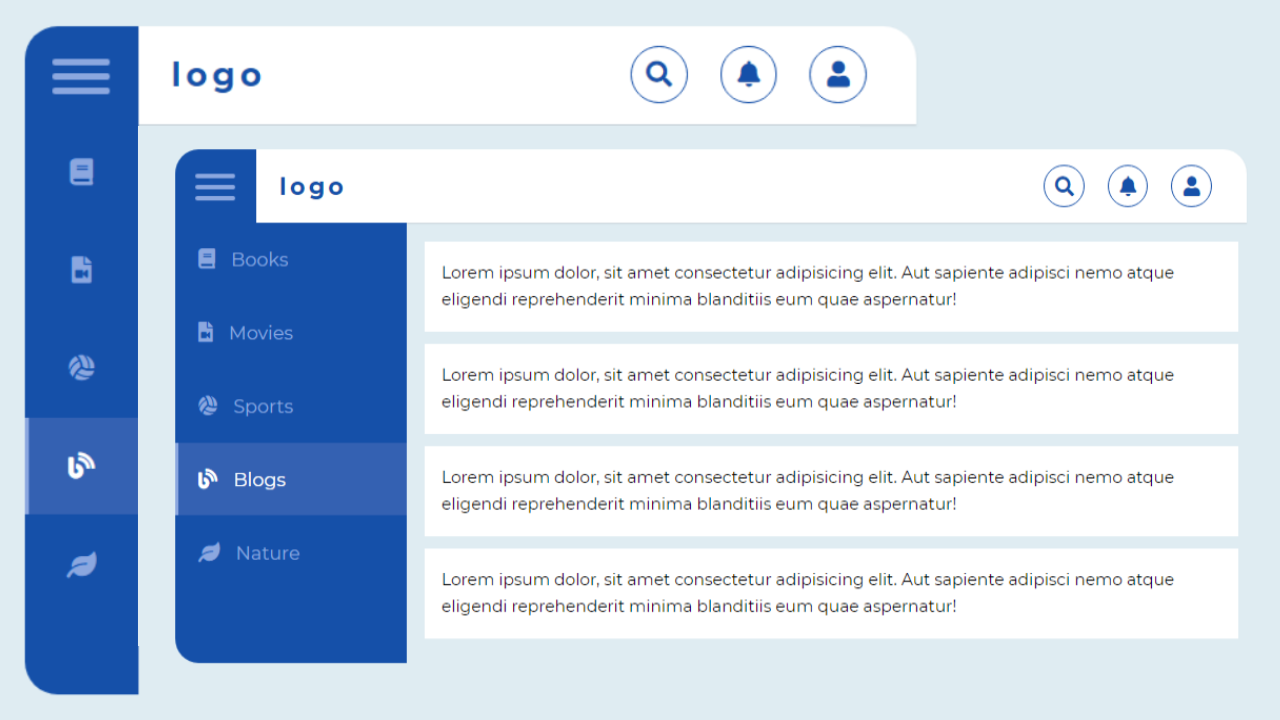 logo
logo
Books
Movies
Sports
Blogs
Nature
Lorem ipsum dolor, sit amet consectetur adipisicing elit. Aut sapiente adipisci nemo atque
eligendi reprehenderit minima blanditiis eum quae aspernatur!
Lorem ipsum dolor, sit amet consectetur adipisicing elit. Aut sapiente adipisci nemo atque
eligendi reprehenderit minima blanditiis eum quae aspernatur!
Lorem ipsum dolor, sit amet consectetur adipisicing elit. Aut sapiente adipisci nemo atque
eligendi reprehenderit minima blanditiis eum quae aspernatur!
Lorem ipsum dolor, sit amet consectetur adipisicing elit. Aut sapiente adipisci nemo atque
eligendi reprehenderit minima blanditiis eum quae aspernatur!